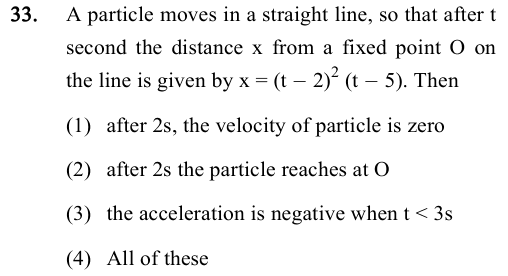 33. A particle moves in a straight line, so that after t
second the distance x from a fixed point O on
the line is given by x = (t – 2)² (t – 5). Then
(1) after 2s, the velocity of particle is zero
(2) after 2s the particle reaches at O
(3) the acceleration is negative when t < 3s
(4) All of these